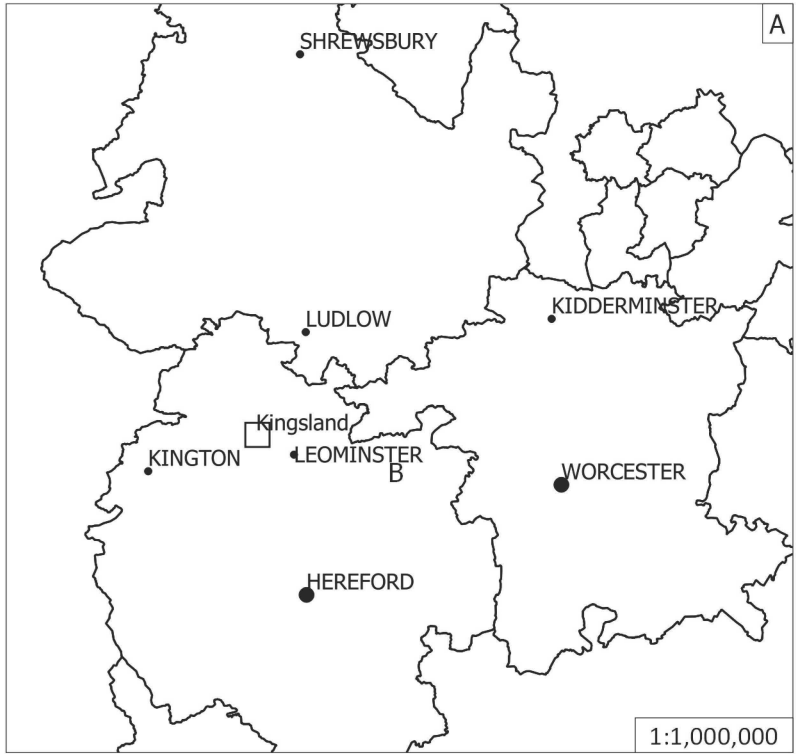 A
SHREWSBURY
LUDLOW
KIDDERMINSTER
Kingsland
KINGTON
LEOMINSTER
B
WORCESTER
HEREFORD
1:1,000,000